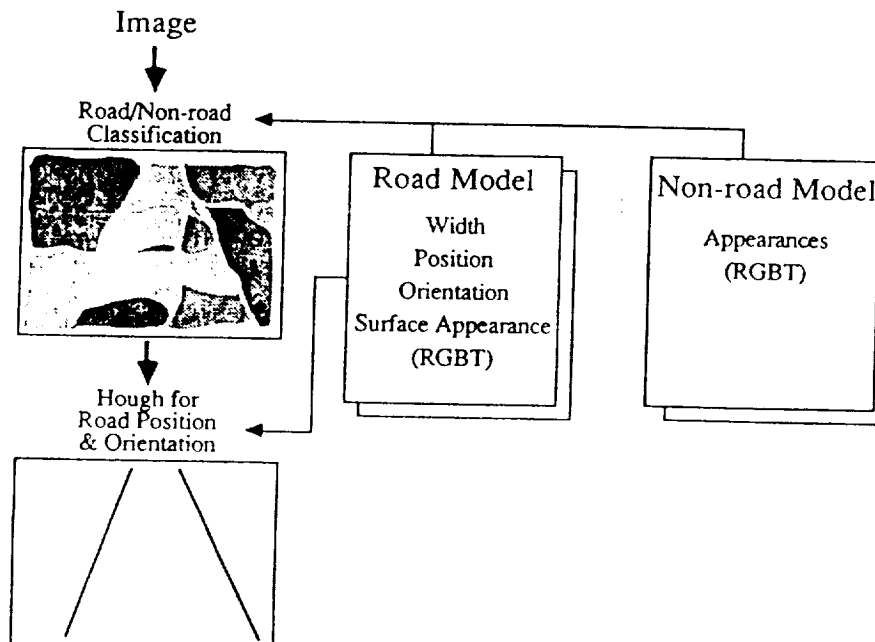 Image
Road/Non-road
Classification
Road Model
Width
Position
Orientation
Surface Appearance
(RGBT)
Non-road Model
Appearances
(RGBT)
Hough for
Road Position
& Orientation